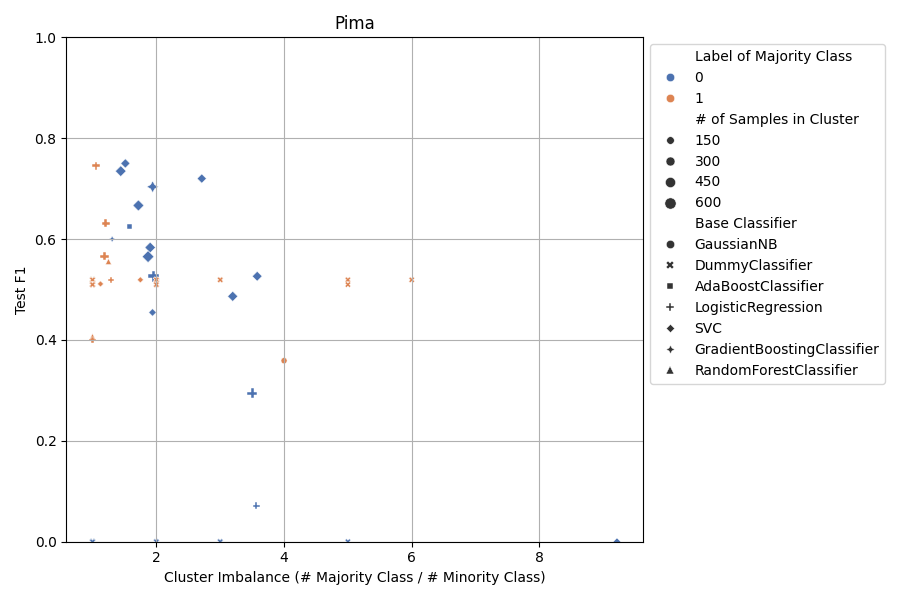 Pima
Test F1
1.0
0.8
0.6
0.4
0.2
0.0
2
4
6
8
Cluster Imbalance (# Majority Class / # Minority Class)
Label of Majority Class
0
1
# of Samples in Cluster
150
300
450
600
Base Classifier
GaussianNB
DummyClassifier
AdaBoostClassifier
LogisticRegression
SVC
GradientBoostingClassifier
RandomForestClassifier